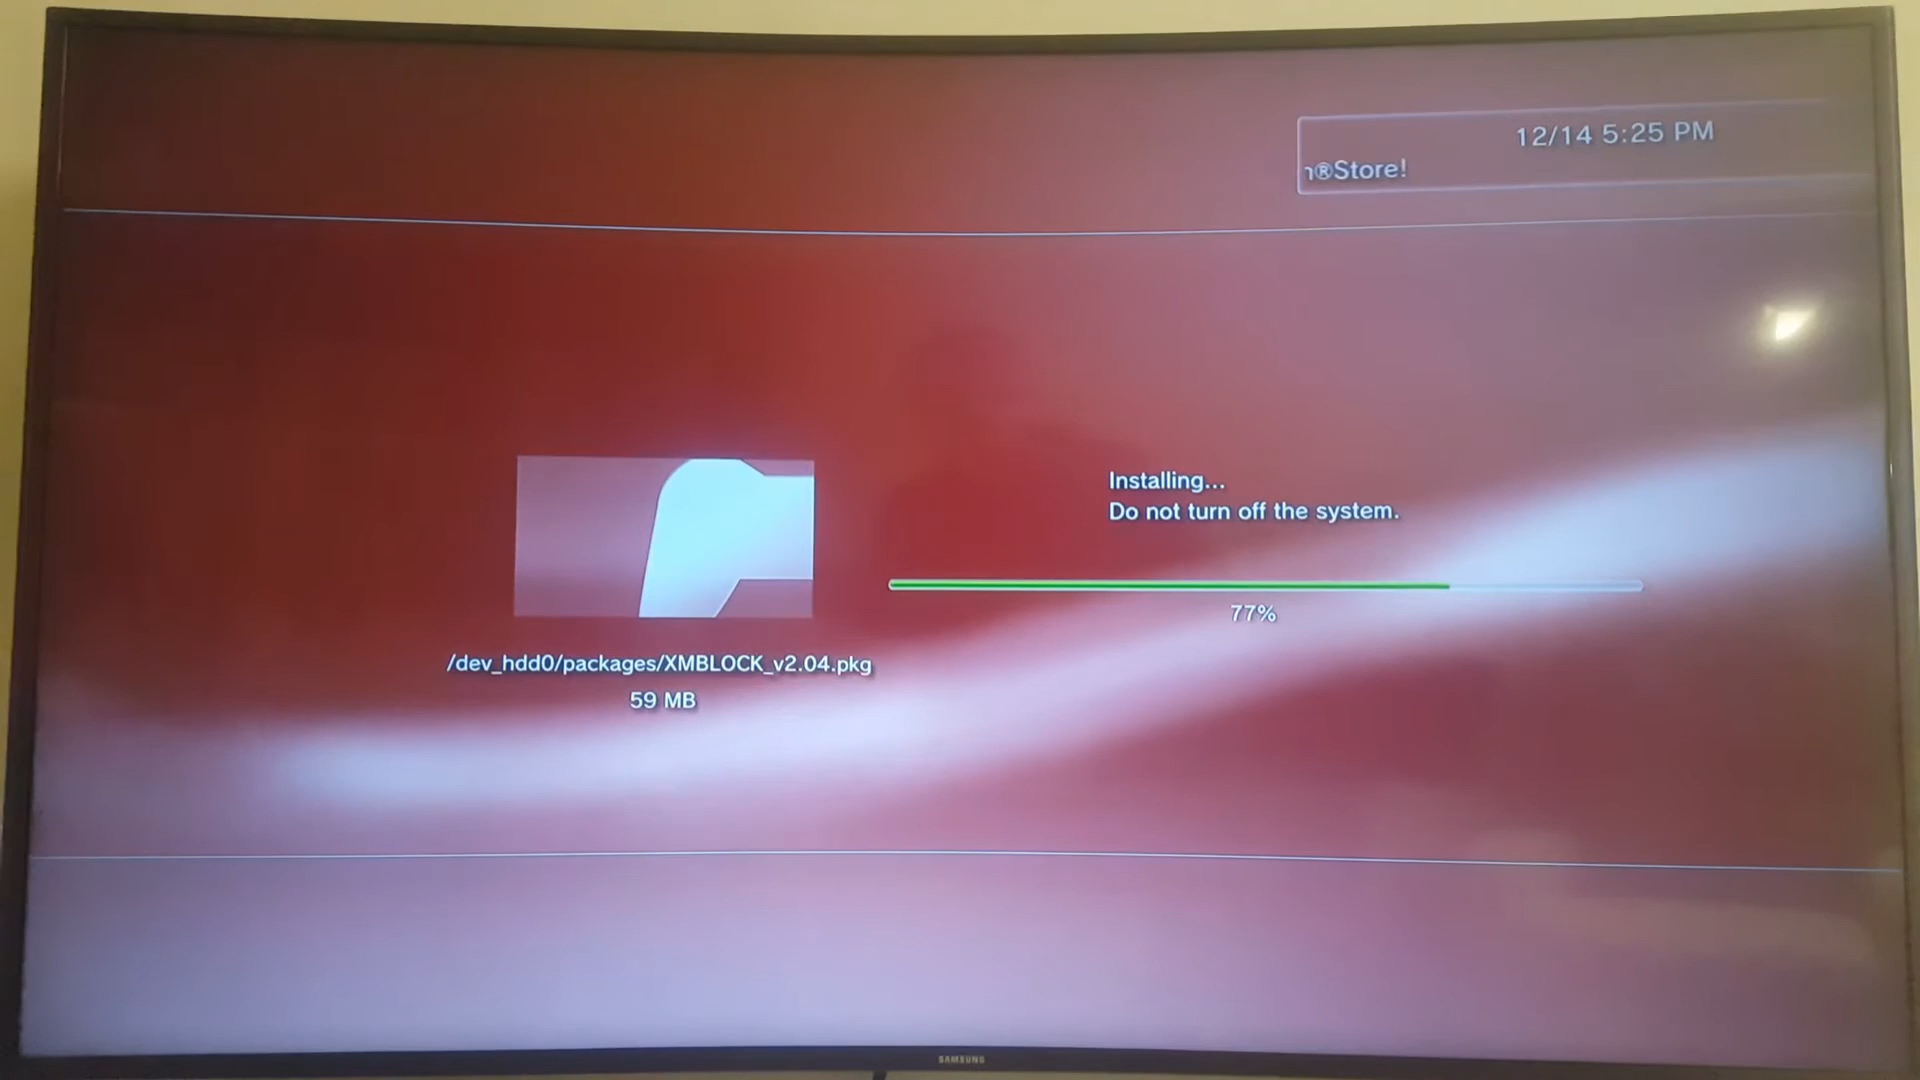 12/14 5:25 PM
®Store!
Installing...
Do not turn off the system.
77%
/dev_hdd0/packages/XMBLOCK_v2.04.pkg
59 MB
SAMSUNG